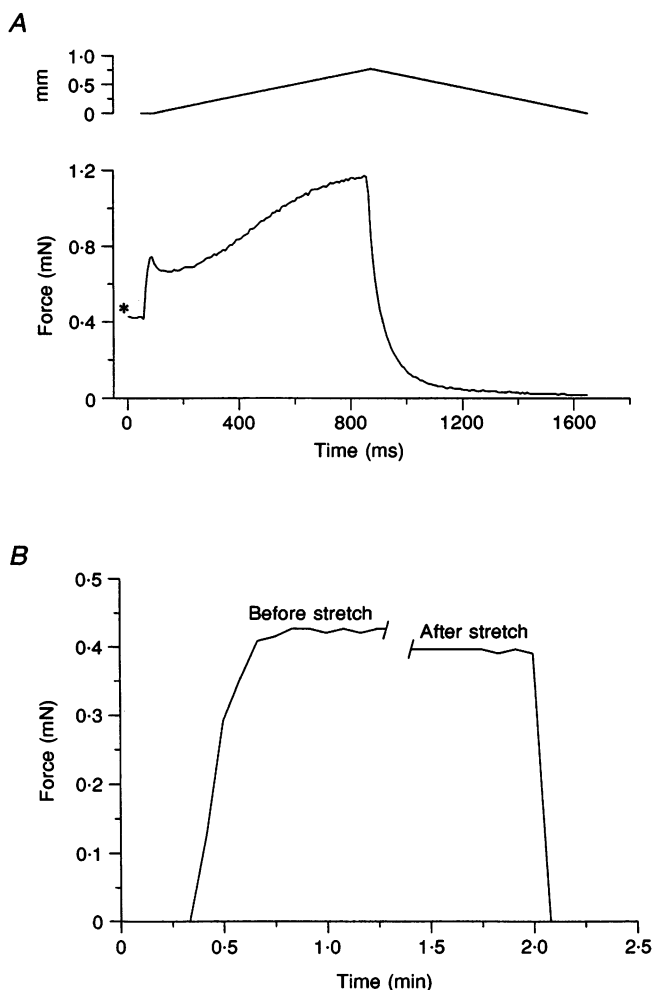 A
1·0
0·5
0
mm
1·2
0·8
0·4
0
Force (mN)
*
0 400 800 1200 1600
Time (ms)
B
0·5
0·4
0·3
0·2
0·1
0
Force (mN)
Before stretch
After stretch
0 0·5 1·0 1·5 2·0 2·5
Time (min)